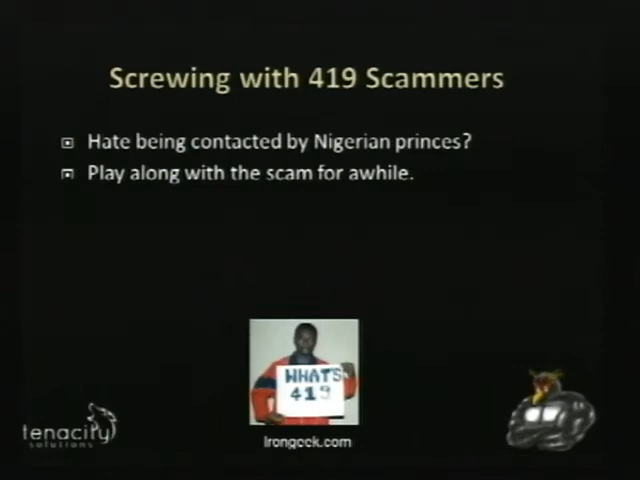 Screwing with 419 Scammers
Hate being contacted by Nigerian princes?
Play along with the scam for awhile.
WHAT'S
419
tenacity
solutions
Irongeek.com